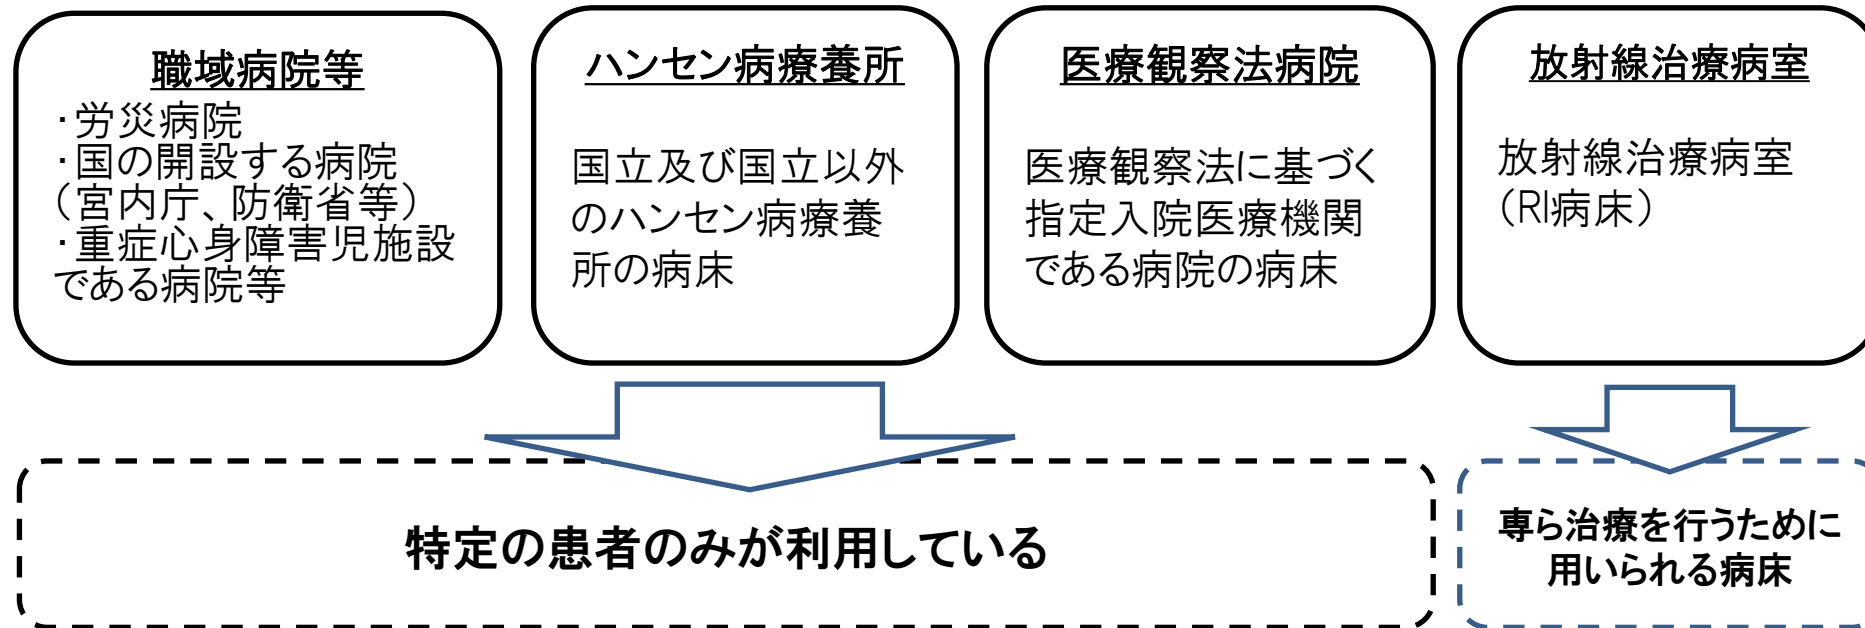 職域病院等
・労災病院
・国の開設する病院
（宮内庁、防衛省等）
・重症心身障害児施設
である病院等
ハンセン病療養所
国立及び国立以外
のハンセン病療養
所の病床
医療観察法病院
医療観察法に基づく
指定入院医療機関
である病院の病床
放射線治療病室
放射線治療病室
（RI病床）
特定の患者のみが利用している
専ら治療を行うために
用いられる病床